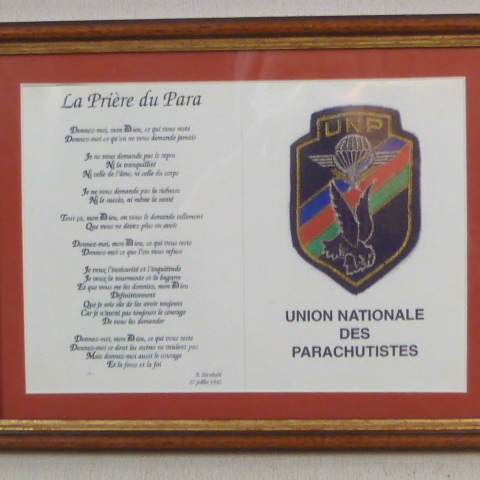 La Prière du Para
Donnez-moi, mon Dieu, ce qui vous reste
Donnez-moi ce qu'on ne vous demande jamais
Je ne vous demande pas le repos
Ni la tranquillité
Ni celle de l'âme, ni celle du corps
Je ne vous demande pas la richesse
Ni le succès, ni même la santé
Tout ça, mon Dieu, on vous le demande tellement
Que vous ne devez plus en avoir
Donnez-moi, mon Dieu, ce qui vous reste
Donnez-moi ce que l'on vous refuse
Je veux l'insécurité et l'inquiétude
Je veux la tourmente et la bagarre
Et que vous me les donniez, mon Dieu
Définitivement
Que je sois sûr de les avoir toujours
Car je n'aurai pas toujours le courage
De vous les demander
Donnez-moi, mon Dieu, ce qui vous reste
Donnez-moi ce dont les autres ne veulent pas
Mais donnez-moi aussi le courage
Et la force et la foi
UNP
UNION NATIONALE
DES
PARACHUTISTES